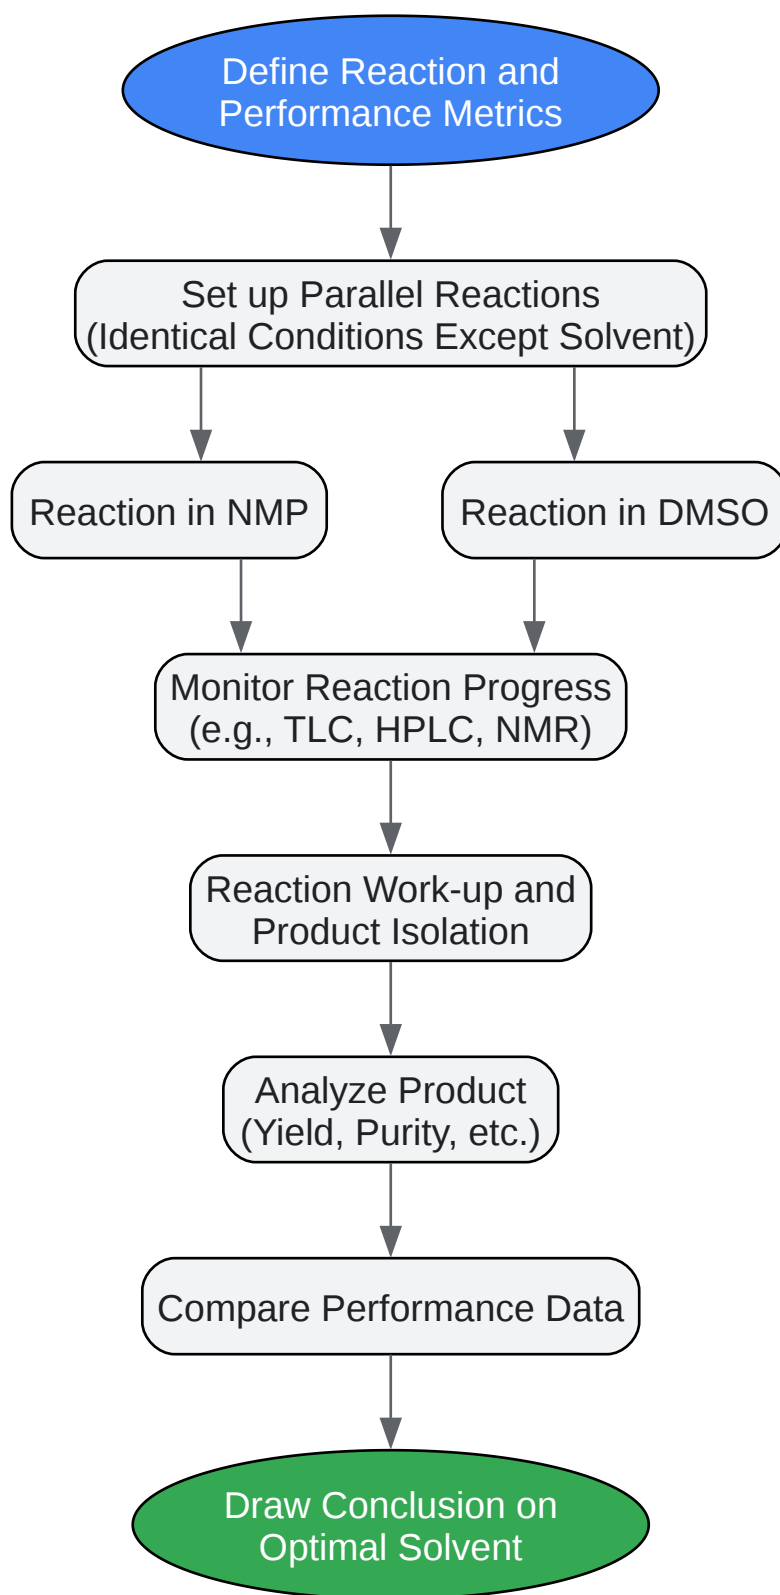 Define Reaction and
Performance Metrics
Set up Parallel Reactions
(Identical Conditions Except Solvent)
Reaction in NMP
Reaction in DMSO
Monitor Reaction Progress
(e.g., TLC, HPLC, NMR)
Reaction Work-up and
Product Isolation
Analyze Product
(Yield, Purity, etc.)
Compare Performance Data
Draw Conclusion on
Optimal Solvent